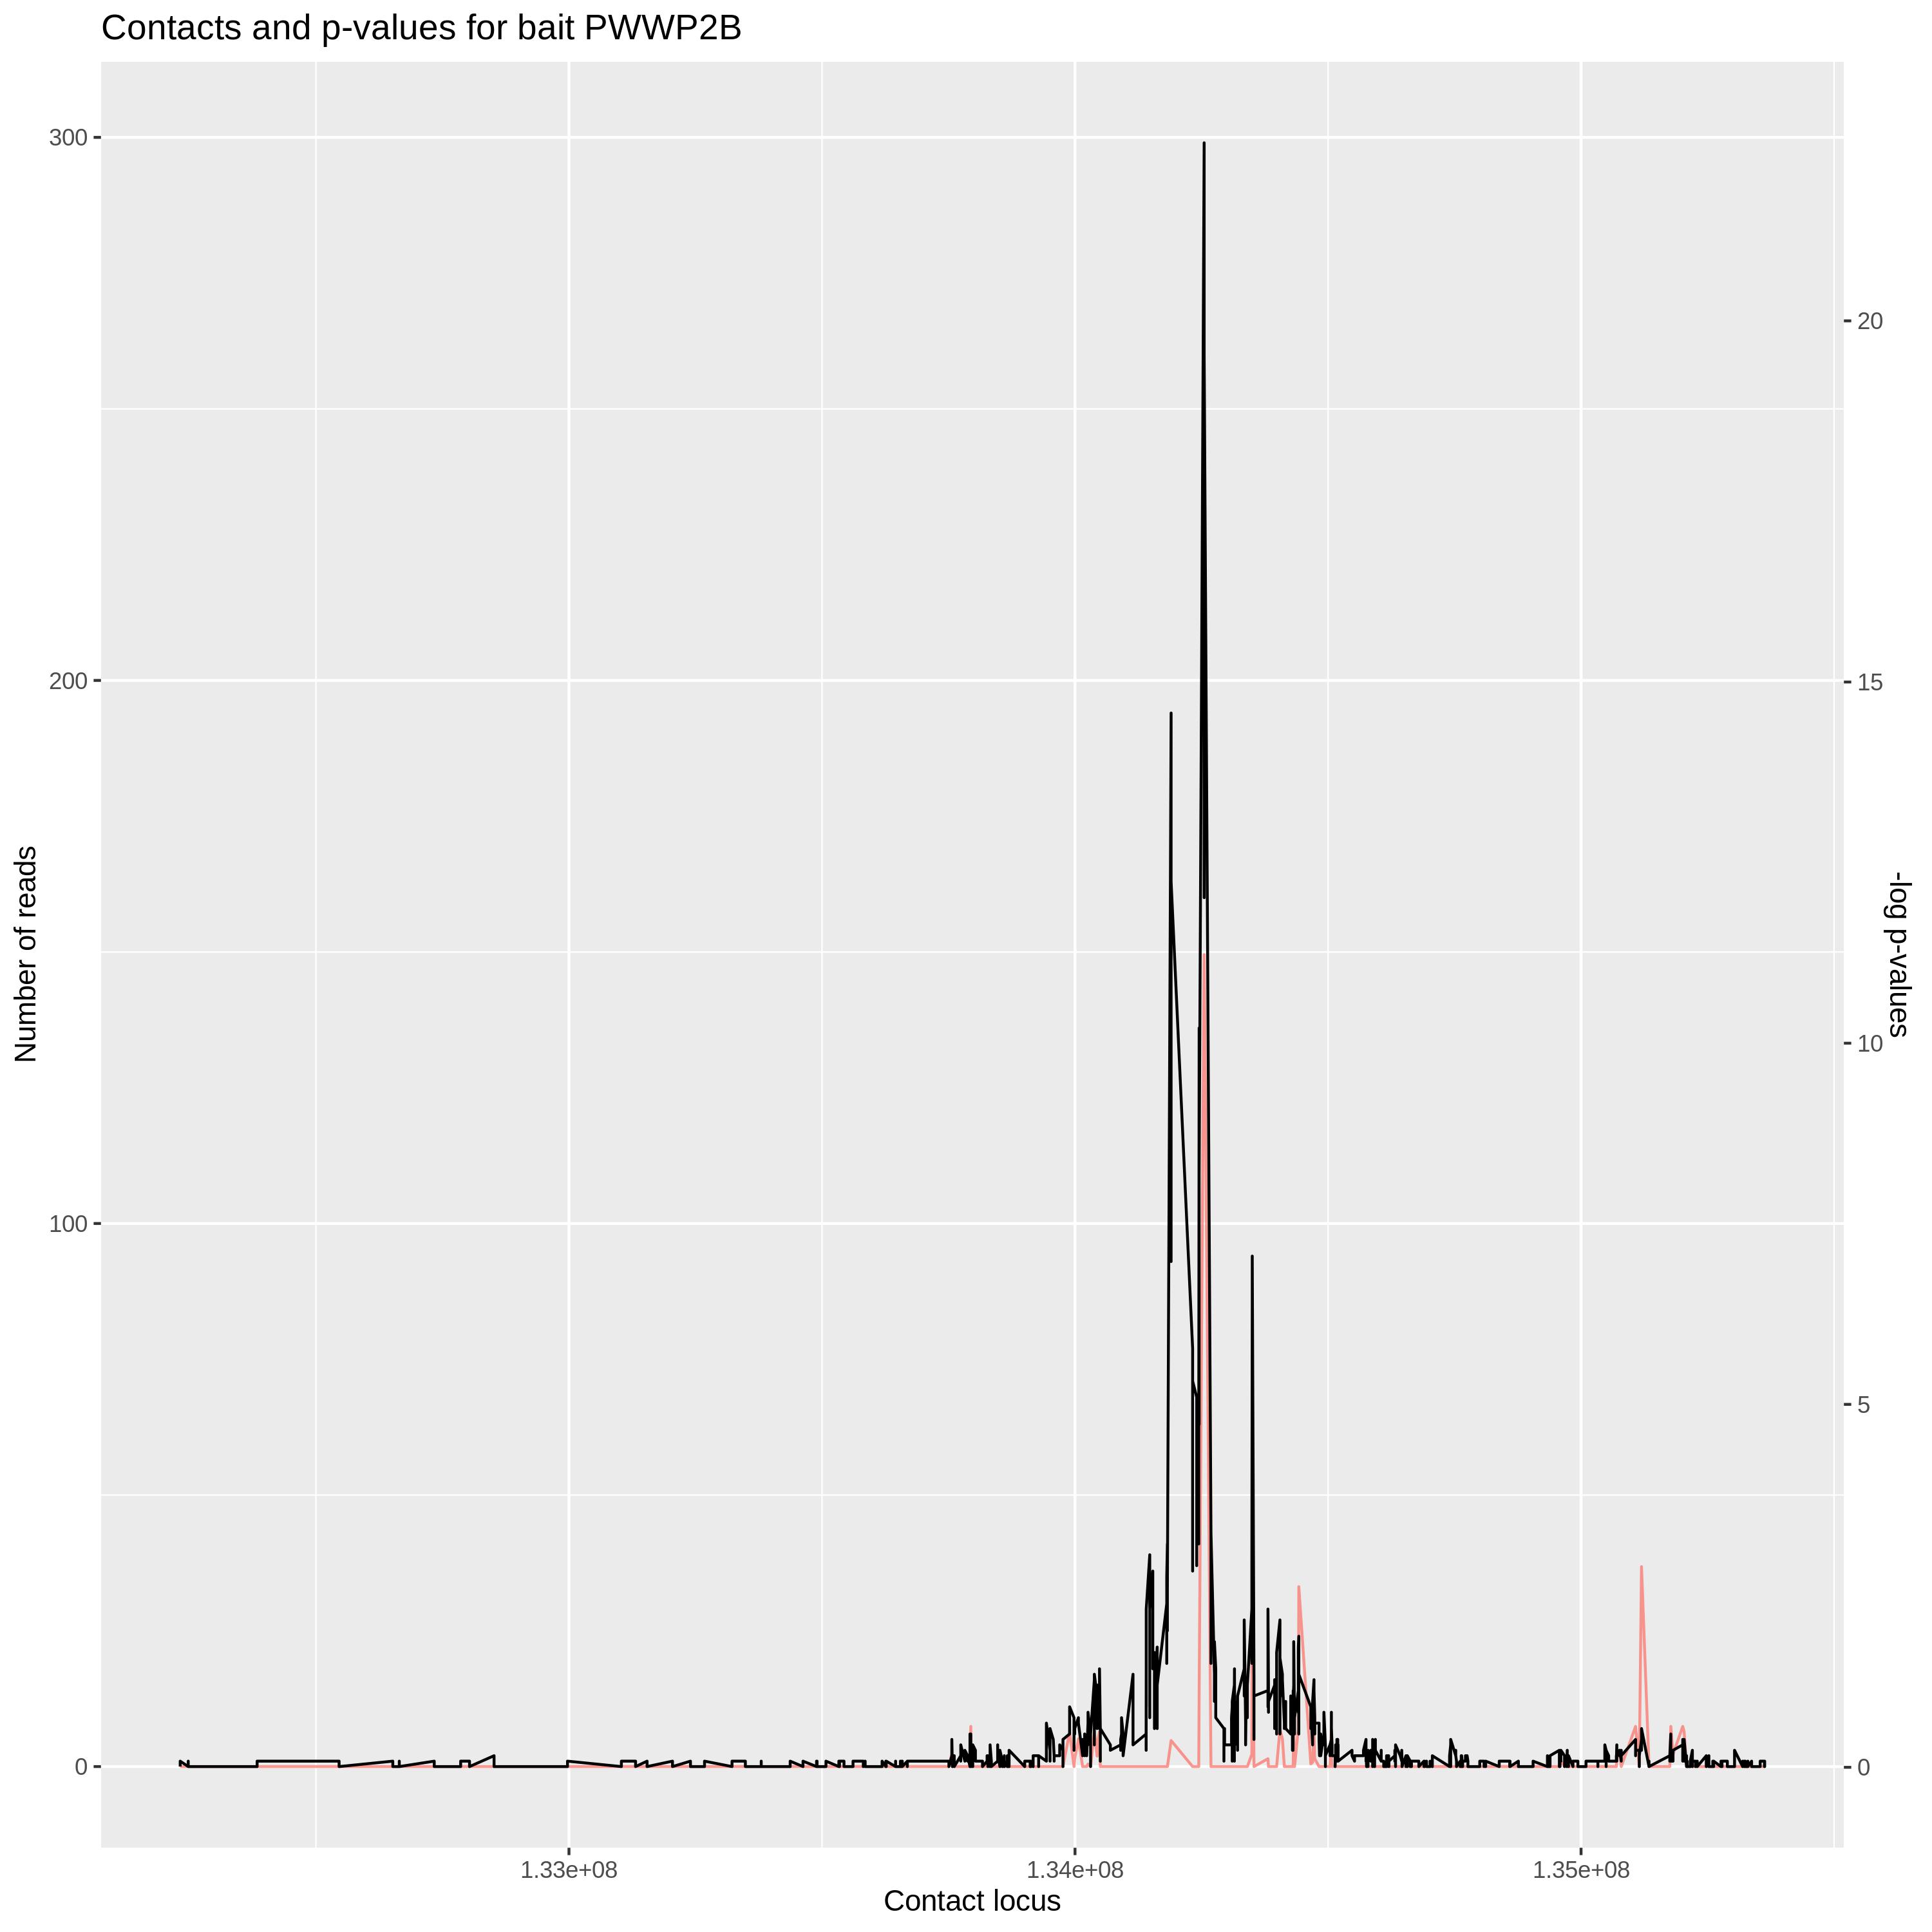 Contacts and p-values for bait PWWP2B
300
200
100
0
Number of reads
20
15
10
5
0
-log p-values
1.33e+08
1.34e+08
1.35e+08
Contact locus